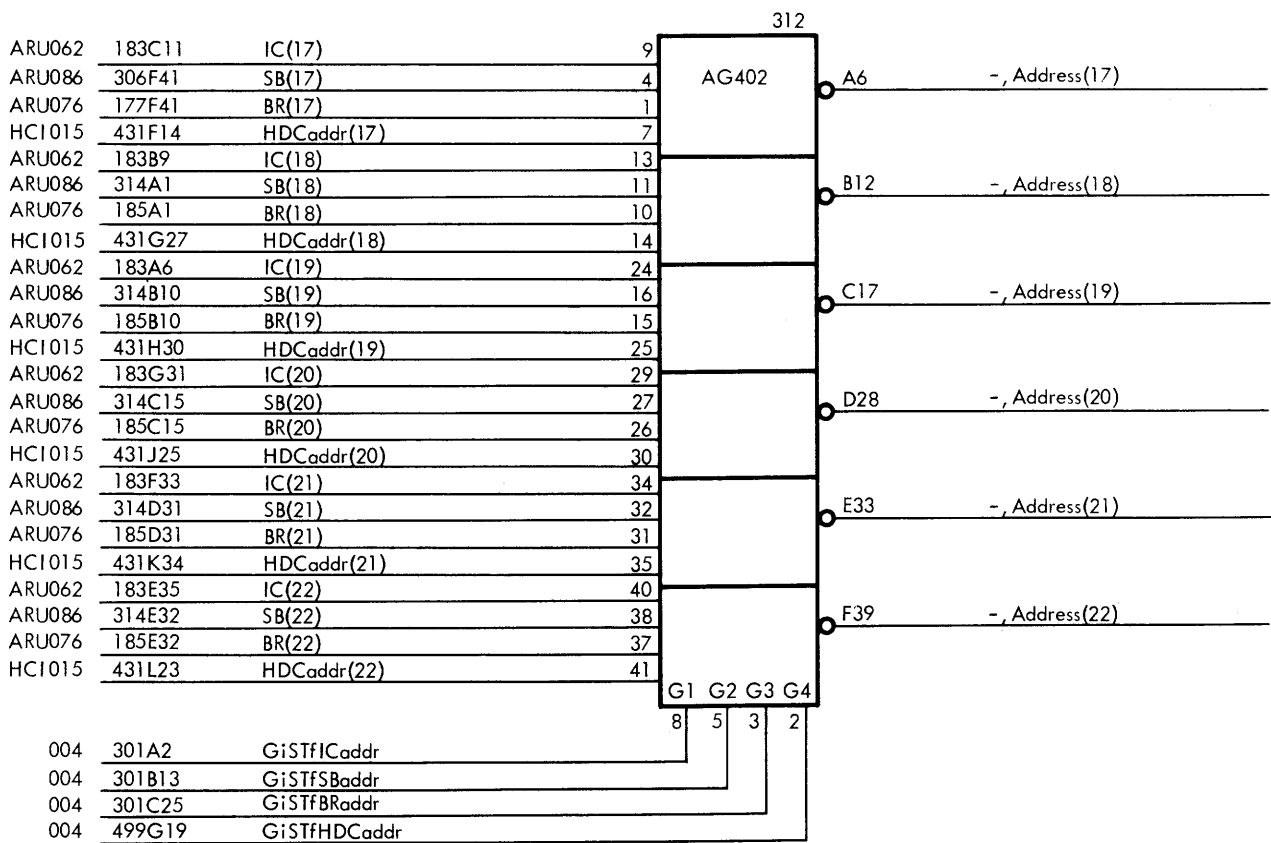 312
ARU062 183C11 IC(17) 9
ARU086 306F41 SB(17) 4 AG402 A6 -, Address(17)
ARU076 177F41 BR(17) 1
HCI015 431F14 HDCaddr(17) 7
ARU062 183B9 IC(18) 13
ARU086 314A1 SB(18) 11 B12 -, Address(18)
ARU076 185A1 BR(18) 10
HCI015 431G27 HDCaddr(18) 14
ARU062 183A6 IC(19) 24
ARU086 314B10 SB(19) 16 C17 -, Address(19)
ARU076 185B10 BR(19) 15
HCI015 431H30 HDCaddr(19) 25
ARU062 183G31 IC(20) 29
ARU086 314C15 SB(20) 27 D28 -, Address(20)
ARU076 185C15 BR(20) 26
HCI015 431J25 HDCaddr(20) 30
ARU062 183F33 IC(21) 34
ARU086 314D31 SB(21) 32 E33 -, Address(21)
ARU076 185D31 BR(21) 31
HCI015 431K34 HDCaddr(21) 35
ARU062 183E35 IC(22) 40
ARU086 314E32 SB(22) 38 F39 -, Address(22)
ARU076 185E32 BR(22) 37
HCI015 431L23 HDCaddr(22) 41
G1 G2 G3 G4
8 5 3 2
004 301A2 GiSTfICaddr
004 301B13 GiSTfSBaddr
004 301C25 GiSTfBRaddr
004 499G19 GiSTfHDCaddr